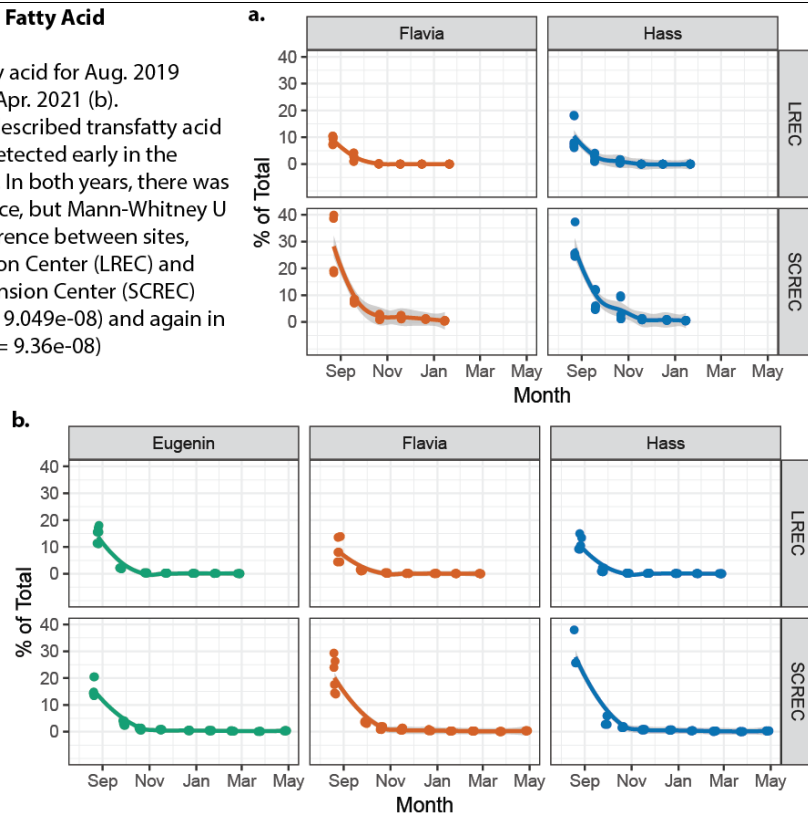 Fatty Acid
y acid for Aug. 2019
Apr. 2021 (b).
escribed transfatty acid
etected early in the
In both years, there was
ce, but Mann-Whitney U
rence between sites,
on Center (LREC) and
nsion Center (SCREC)
9.049e-08) and again in
= 9.36e-08)
a.
Flavia
Hass
40
30
20
10
0
LREC
% of Total
40
30
20
10
0
SCREC
Sep Nov Jan Mar May
Sep Nov Jan Mar May
Month
b.
Eugenin
Flavia
Hass
40
30
20
10
0
LREC
% of Total
40
30
20
10
0
SCREC
Sep Nov Jan Mar May
Sep Nov Jan Mar May
Sep Nov Jan Mar May
Month